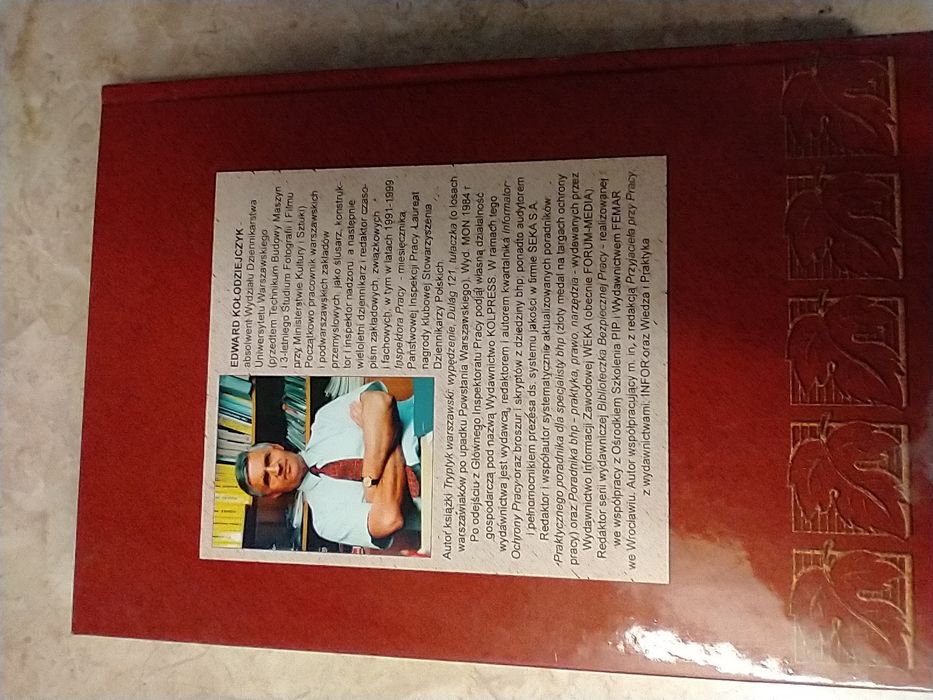 EDWARD KOŁODZIEJCZYK -
absolwent Wydziału Dziennikarstwa
Uniwersytetu Warszawskiego
(przedtem Technikum Budowy Maszyn
i 3-letniego Studium Fotografii i Filmu
przy Ministerstwie Kultury i Sztuki)
Początkowo pracownik warszawskich
i podwarszawskich zakładów
przemysłowych, jako ślusarz, konstruk-
tor i inspektor nadzoru, a następnie
wieloletni dziennikarz i redaktor czaso-
pism zakładowych, związkowych
i fachowych, w tym w latach 1991-1999
Inspektora Pracy - miesięcznika
Państwowej Inspekcji Pracy. Laureat
nagrody klubowej Stowarzyszenia
Dziennikarzy Polskich.
Autor książki Tryptyk warszawski: wypędzenie, Dulag 121, tułaczka (o losach
warszawiaków po upadku Powstania Warszawskiego). Wyd. MON 1984 r.
Po odejściu z Głównego Inspektoratu Pracy podjął własną działalność
gospodarczą pod nazwą Wydawnictwo KOLPRESS. W ramach tego
wydawnictwa jest wydawcą, redaktorem i autorem kwartalnika Informator
Ochrony Pracy oraz broszur i skryptów z dziedziny bhp; ponadto audytorem
i pełnomocnikiem prezesa ds. systemu jakości w firmie SEKA S.A.
Redaktor i współautor systematycznie aktualizowanych poradników:
Praktycznego poradnika dla specjalisty bhp (złoty medal na targach ochrony
pracy) oraz Poradnika bhp - praktyka, prawo narzędzia - wydawanych przez
Wydawnictwo Informacji Zawodowej WEKA (obecnie FORUM-MEDIA).
Redaktor serii wydawniczej Biblioteczka Bezpiecznej Pracy - realizowanej
we współpracy z Ośrodkiem Szkolenia PIP i Wydawnictwem FEMAR
we Wrocławiu. Autor współpracujący m. in. z redakcją Przyjaciela przy Pracy,
z wydawnictwami: INFOR oraz Wiedza i Praktyka